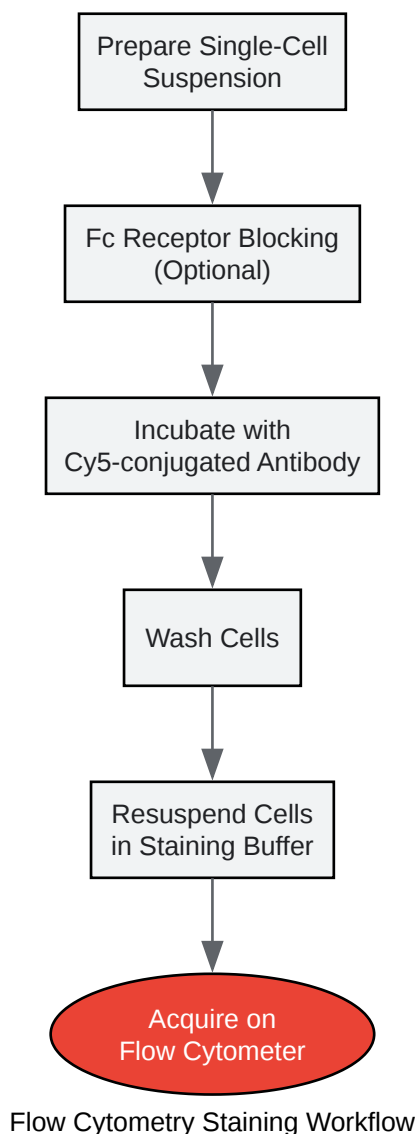 Prepare Single-Cell
Suspension
Fc Receptor Blocking
(Optional)
Incubate with
Cy5-conjugated Antibody
Wash Cells
Resuspend Cells
in Staining Buffer
Acquire on
Flow Cytometer
Flow Cytometry Staining Workflow